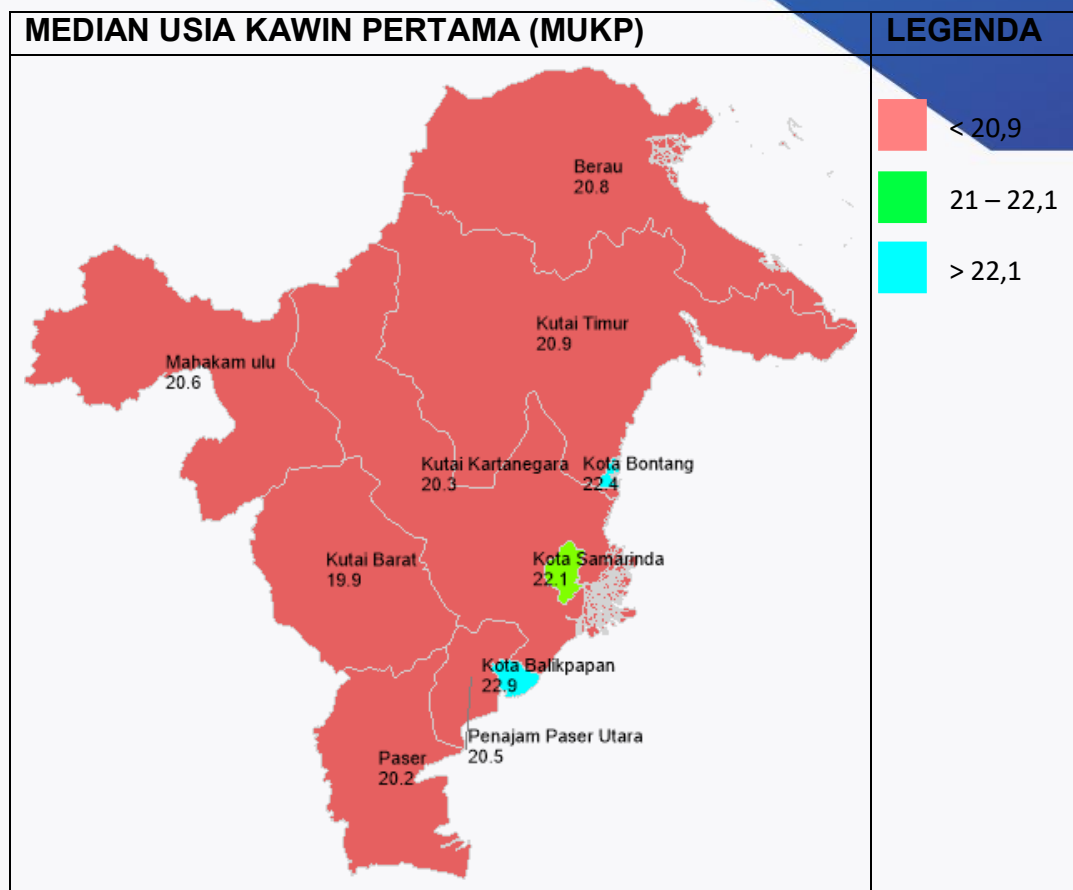 MEDIAN USIA KAWIN PERTAMA (MUKP)
LEGENDA
< 20,9
21 – 22,1
> 22,1
Berau
20.8
Kutai Timur
20.9
Mahakam ulu
20.6
Kutai Kartanegara
20.3
Kota Bontang
22.4
Kutai Barat
19.9
Kota Samarinda
22.1
Kota Balikpapan
22.9
Penajam Paser Utara
20.5
Paser
20.2